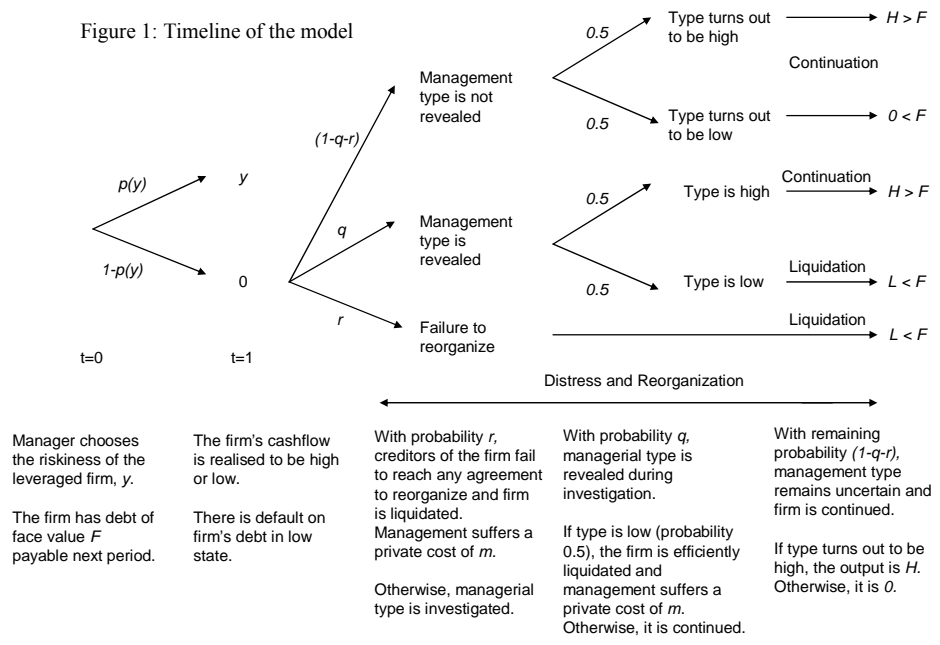 Figure 1: Timeline of the model
0.5
Type turns out
to be high
H > F
Continuation
Management
type is not
revealed
0.5
Type turns out
to be low
0 < F
(1-q-r)
p(y)
y
Management
type is
revealed
q
0.5
Type is high
Continuation
H > F
1-p(y)
0
0.5
Type is low
Liquidation
L < F
r
Failure to
reorganize
Liquidation
L < F
t=0
t=1
Distress and Reorganization
Manager chooses
the riskiness of the
leveraged firm, y.
The firm has debt of
face value F
payable next period.
The firm's cashflow
is realised to be high
or low.
There is default on
firm's debt in low
state.
With probability r,
creditors of the firm fail
to reach any agreement
to reorganize and firm
is liquidated.
Management suffers a
private cost of m.
Otherwise, managerial
type is investigated.
With probability q,
managerial type is
revealed during
investigation.
If type is low (probability
0.5), the firm is efficiently
liquidated and
management suffers a
private cost of m.
Otherwise, it is continued.
With remaining
probability (1-q-r),
management type
remains uncertain and
firm is continued.
If type turns out to be
high, the output is H.
Otherwise, it is 0.